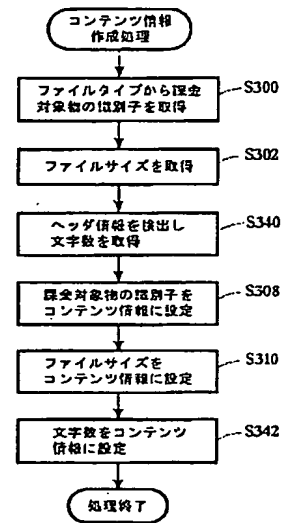 コンテンツ情報
作成処理
ファイルタイプから課金
対象物の識別子を取得
S300
ファイルサイズを取得
S302
ヘッダ情報を検出し
文字数を取得
S340
課金対象物の識別子を
コンテンツ情報に設定
S308
ファイルサイズを
コンテンツ情報に設定
S310
文字数をコンテンツ
情報に設定
S342
処理終了